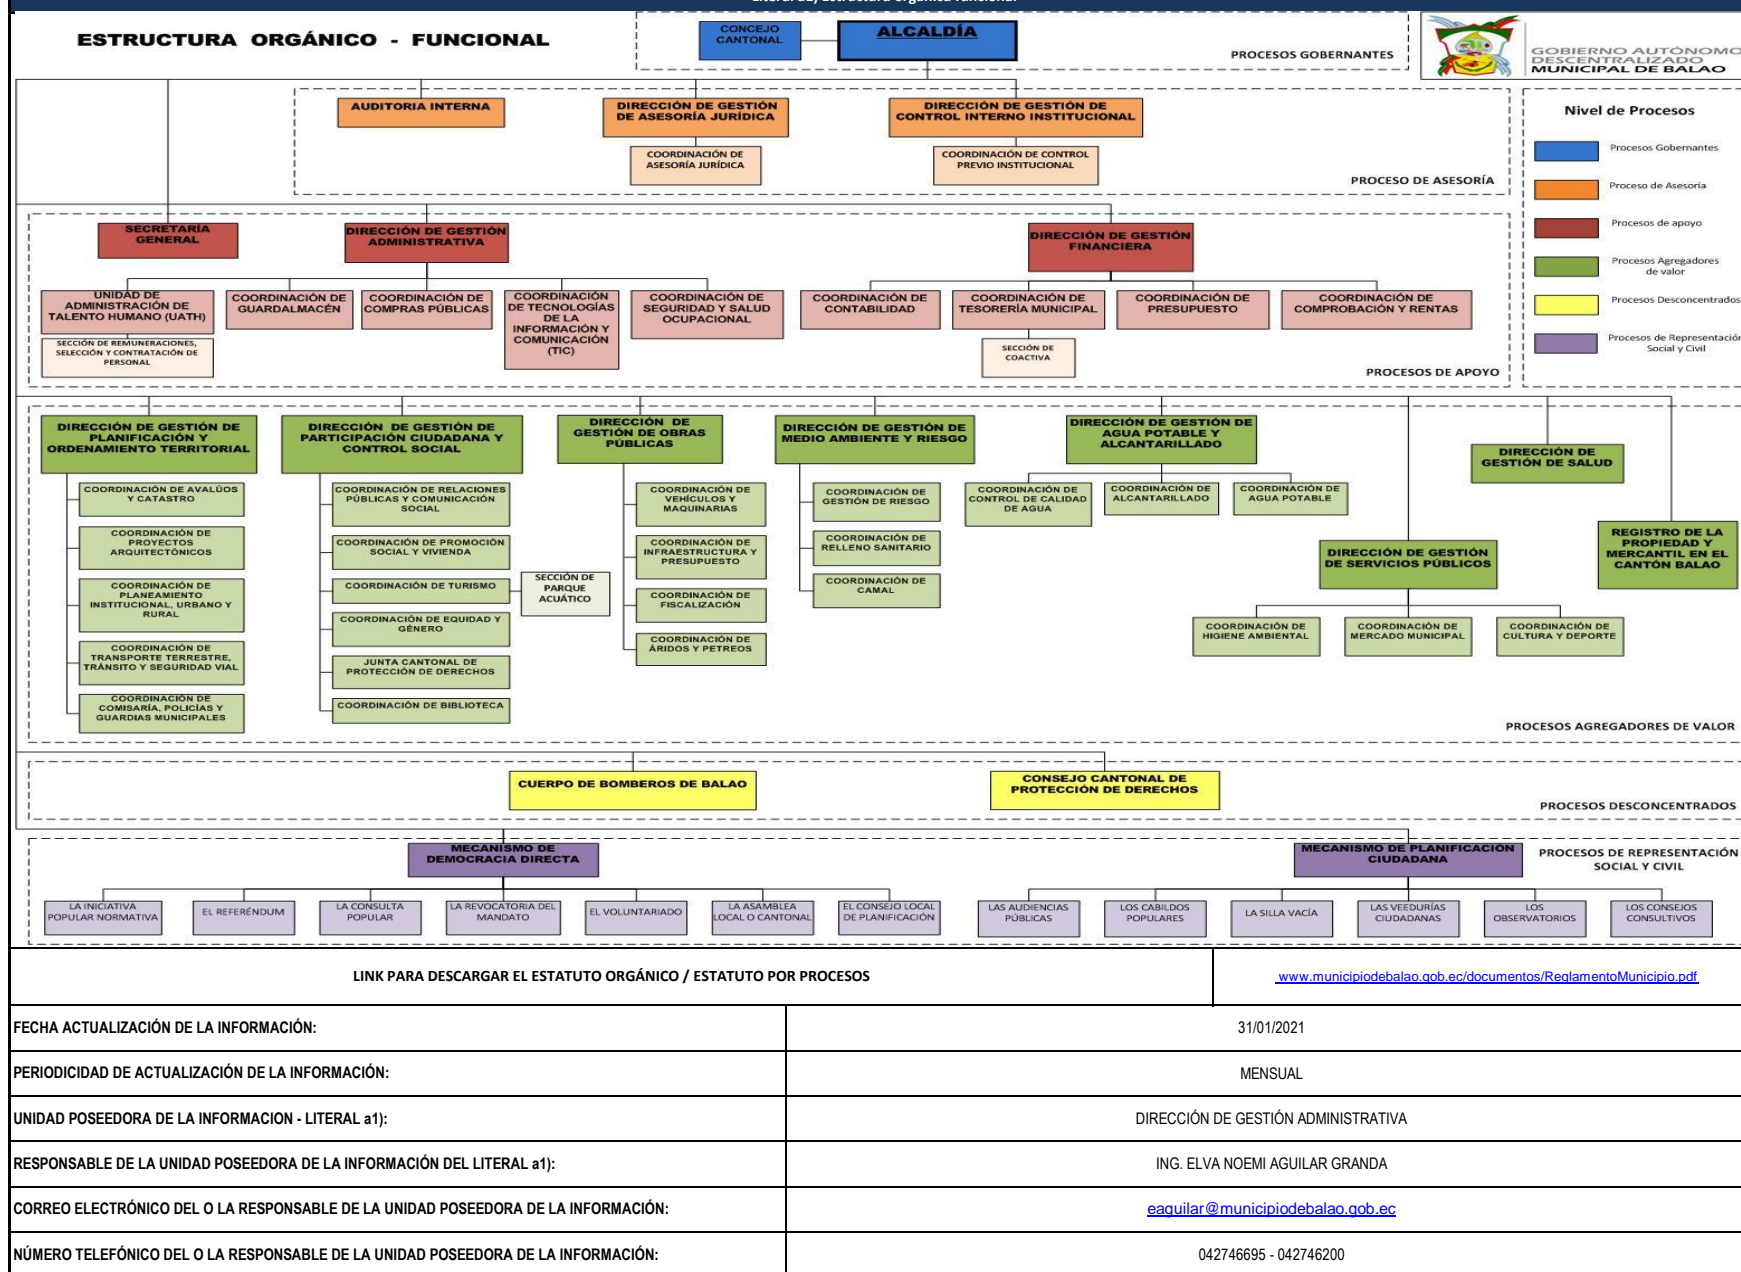 Literal a1) Estructura orgánica funcional
ESTRUCTURA ORGÁNICO - FUNCIONAL
CONCEJO
CANTONAL
ALCALDÍA
PROCESOS GOBERNANTES
GOBIERNO AUTÓNOMO
DESCENTRALIZADO
MUNICIPAL DE BALAO
AUDITORIA INTERNA
DIRECCIÓN DE GESTIÓN
DE ASESORÍA JURÍDICA
DIRECCIÓN DE GESTIÓN DE
CONTROL INTERNO INSTITUCIONAL
COORDINACIÓN DE
ASESORÍA JURÍDICA
COORDINACIÓN DE CONTROL
PREVIO INSTITUCIONAL
PROCESO DE ASESORÍA
Nivel de Procesos
Procesos Gobernantes
Proceso de Asesoría
Procesos de apoyo
Procesos Agregadores
de valor
Procesos Desconcentrados
Procesos de Representación
Social y Civil
SECRETARÍA
GENERAL
DIRECCIÓN DE GESTIÓN
ADMINISTRATIVA
DIRECCIÓN DE GESTIÓN
FINANCIERA
UNIDAD DE
ADMINISTRACIÓN DE
TALENTO HUMANO (UATH)
SECCIÓN DE REMUNERACIONES,
SELECCIÓN Y CONTRATACIÓN DE
PERSONAL
COORDINACIÓN DE
GUARDALMACÉN
COORDINACIÓN DE
COMPRAS PÚBLICAS
COORDINACIÓN
DE TECNOLOGÍAS
DE LA
INFORMACIÓN Y
COMUNICACIÓN
(TIC)
COORDINACIÓN DE
SEGURIDAD Y SALUD
OCUPACIONAL
COORDINACIÓN DE
CONTABILIDAD
COORDINACIÓN DE
TESORERÍA MUNICIPAL
SECCIÓN DE
COACTIVA
COORDINACIÓN DE
PRESUPUESTO
COORDINACIÓN DE
COMPROBACIÓN Y RENTAS
PROCESOS DE APOYO
DIRECCIÓN DE GESTIÓN DE
PLANIFICACIÓN Y
ORDENAMIENTO TERRITORIAL
COORDINACIÓN DE AVALÚOS
Y CATASTRO
COORDINACIÓN DE
PROYECTOS
ARQUITECTÓNICOS
COORDINACIÓN DE
PLANEAMIENTO
INSTITUCIONAL, URBANO Y
RURAL
COORDINACIÓN DE
TRANSPORTE TERRESTRE,
TRÁNSITO Y SEGURIDAD VIAL
COORDINACIÓN DE
COMISARÍA, POLICÍAS Y
GUARDIAS MUNICIPALES
DIRECCIÓN DE GESTIÓN DE
PARTICIPACIÓN CIUDADANA Y
CONTROL SOCIAL
COORDINACIÓN DE RELACIONES
PÚBLICAS Y COMUNICACIÓN
SOCIAL
COORDINACIÓN DE PROMOCIÓN
SOCIAL Y VIVIENDA
COORDINACIÓN DE TURISMO
SECCIÓN DE
PARQUE
ACUÁTICO
COORDINACIÓN DE EQUIDAD Y
GÉNERO
JUNTA CANTONAL DE
PROTECCIÓN DE DERECHOS
COORDINACIÓN DE BIBLIOTECA
DIRECCIÓN DE
GESTIÓN DE OBRAS
PÚBLICAS
COORDINACIÓN DE
VEHÍCULOS Y
MAQUINARIAS
COORDINACIÓN DE
INFRAESTRUCTURA Y
PRESUPUESTO
COORDINACIÓN DE
FISCALIZACIÓN
COORDINACIÓN DE
ÁRIDOS Y PETREOS
DIRECCIÓN DE GESTIÓN DE
MEDIO AMBIENTE Y RIESGO
COORDINACIÓN DE
GESTIÓN DE RIESGO
COORDINACIÓN DE
RELLENO SANITARIO
COORDINACIÓN DE
CAMAL
DIRECCIÓN DE GESTIÓN DE
AGUA POTABLE Y
ALCANTARILLADO
COORDINACIÓN DE
CONTROL DE CALIDAD
DE AGUA
COORDINACIÓN DE
ALCANTARILLADO
COORDINACIÓN DE
AGUA POTABLE
DIRECCIÓN DE GESTIÓN
DE SERVICIOS PÚBLICOS
COORDINACIÓN DE
HIGIENE AMBIENTAL
COORDINACIÓN DE
MERCADO MUNICIPAL
COORDINACIÓN DE
CULTURA Y DEPORTE
DIRECCIÓN DE
GESTIÓN DE SALUD
REGISTRO DE LA
PROPIEDAD Y
MERCANTIL EN EL
CANTÓN BALAO
PROCESOS AGREGADORES DE VALOR
CUERPO DE BOMBEROS DE BALAO
CONSEJO CANTONAL DE
PROTECCIÓN DE DERECHOS
PROCESOS DESCONCENTRADOS
MECANISMO DE
DEMOCRACIA DIRECTA
MECANISMO DE PLANIFICACIÓN
CIUDADANA
PROCESOS DE REPRESENTACIÓN
SOCIAL Y CIVIL
LA INICIATIVA
POPULAR NORMATIVA
EL REFERÉNDUM
LA CONSULTA
POPULAR
LA REVOCATORIA DEL
MANDATO
EL VOLUNTARIADO
LA ASAMBLEA
LOCAL O CANTONAL
EL CONSEJO LOCAL
DE PLANIFICACIÓN
LAS AUDIENCIAS
PÚBLICAS
LOS CABILDOS
POPULARES
LA SILLA VACÍA
LAS VEEDURÍAS
CIUDADANAS
LOS
OBSERVATORIOS
LOS CONSEJOS
CONSULTIVOS
LINK PARA DESCARGAR EL ESTATUTO ORGÁNICO / ESTATUTO POR PROCESOS
www.municipiodebalao.gob.ec/documentos/ReglamentoMunicipio.pdf
FECHA ACTUALIZACIÓN DE LA INFORMACIÓN:
31/01/2021
PERIODICIDAD DE ACTUALIZACIÓN DE LA INFORMACIÓN:
MENSUAL
UNIDAD POSEEDORA DE LA INFORMACION - LITERAL a1):
DIRECCIÓN DE GESTIÓN ADMINISTRATIVA
RESPONSABLE DE LA UNIDAD POSEEDORA DE LA INFORMACIÓN DEL LITERAL a1):
ING. ELVA NOEMI AGUILAR GRANDA
CORREO ELECTRÓNICO DEL O LA RESPONSABLE DE LA UNIDAD POSEEDORA DE LA INFORMACIÓN:
eaguilar@municipiodebalao.gob.ec
NÚMERO TELEFÓNICO DEL O LA RESPONSABLE DE LA UNIDAD POSEEDORA DE LA INFORMACIÓN:
042746695 - 042746200